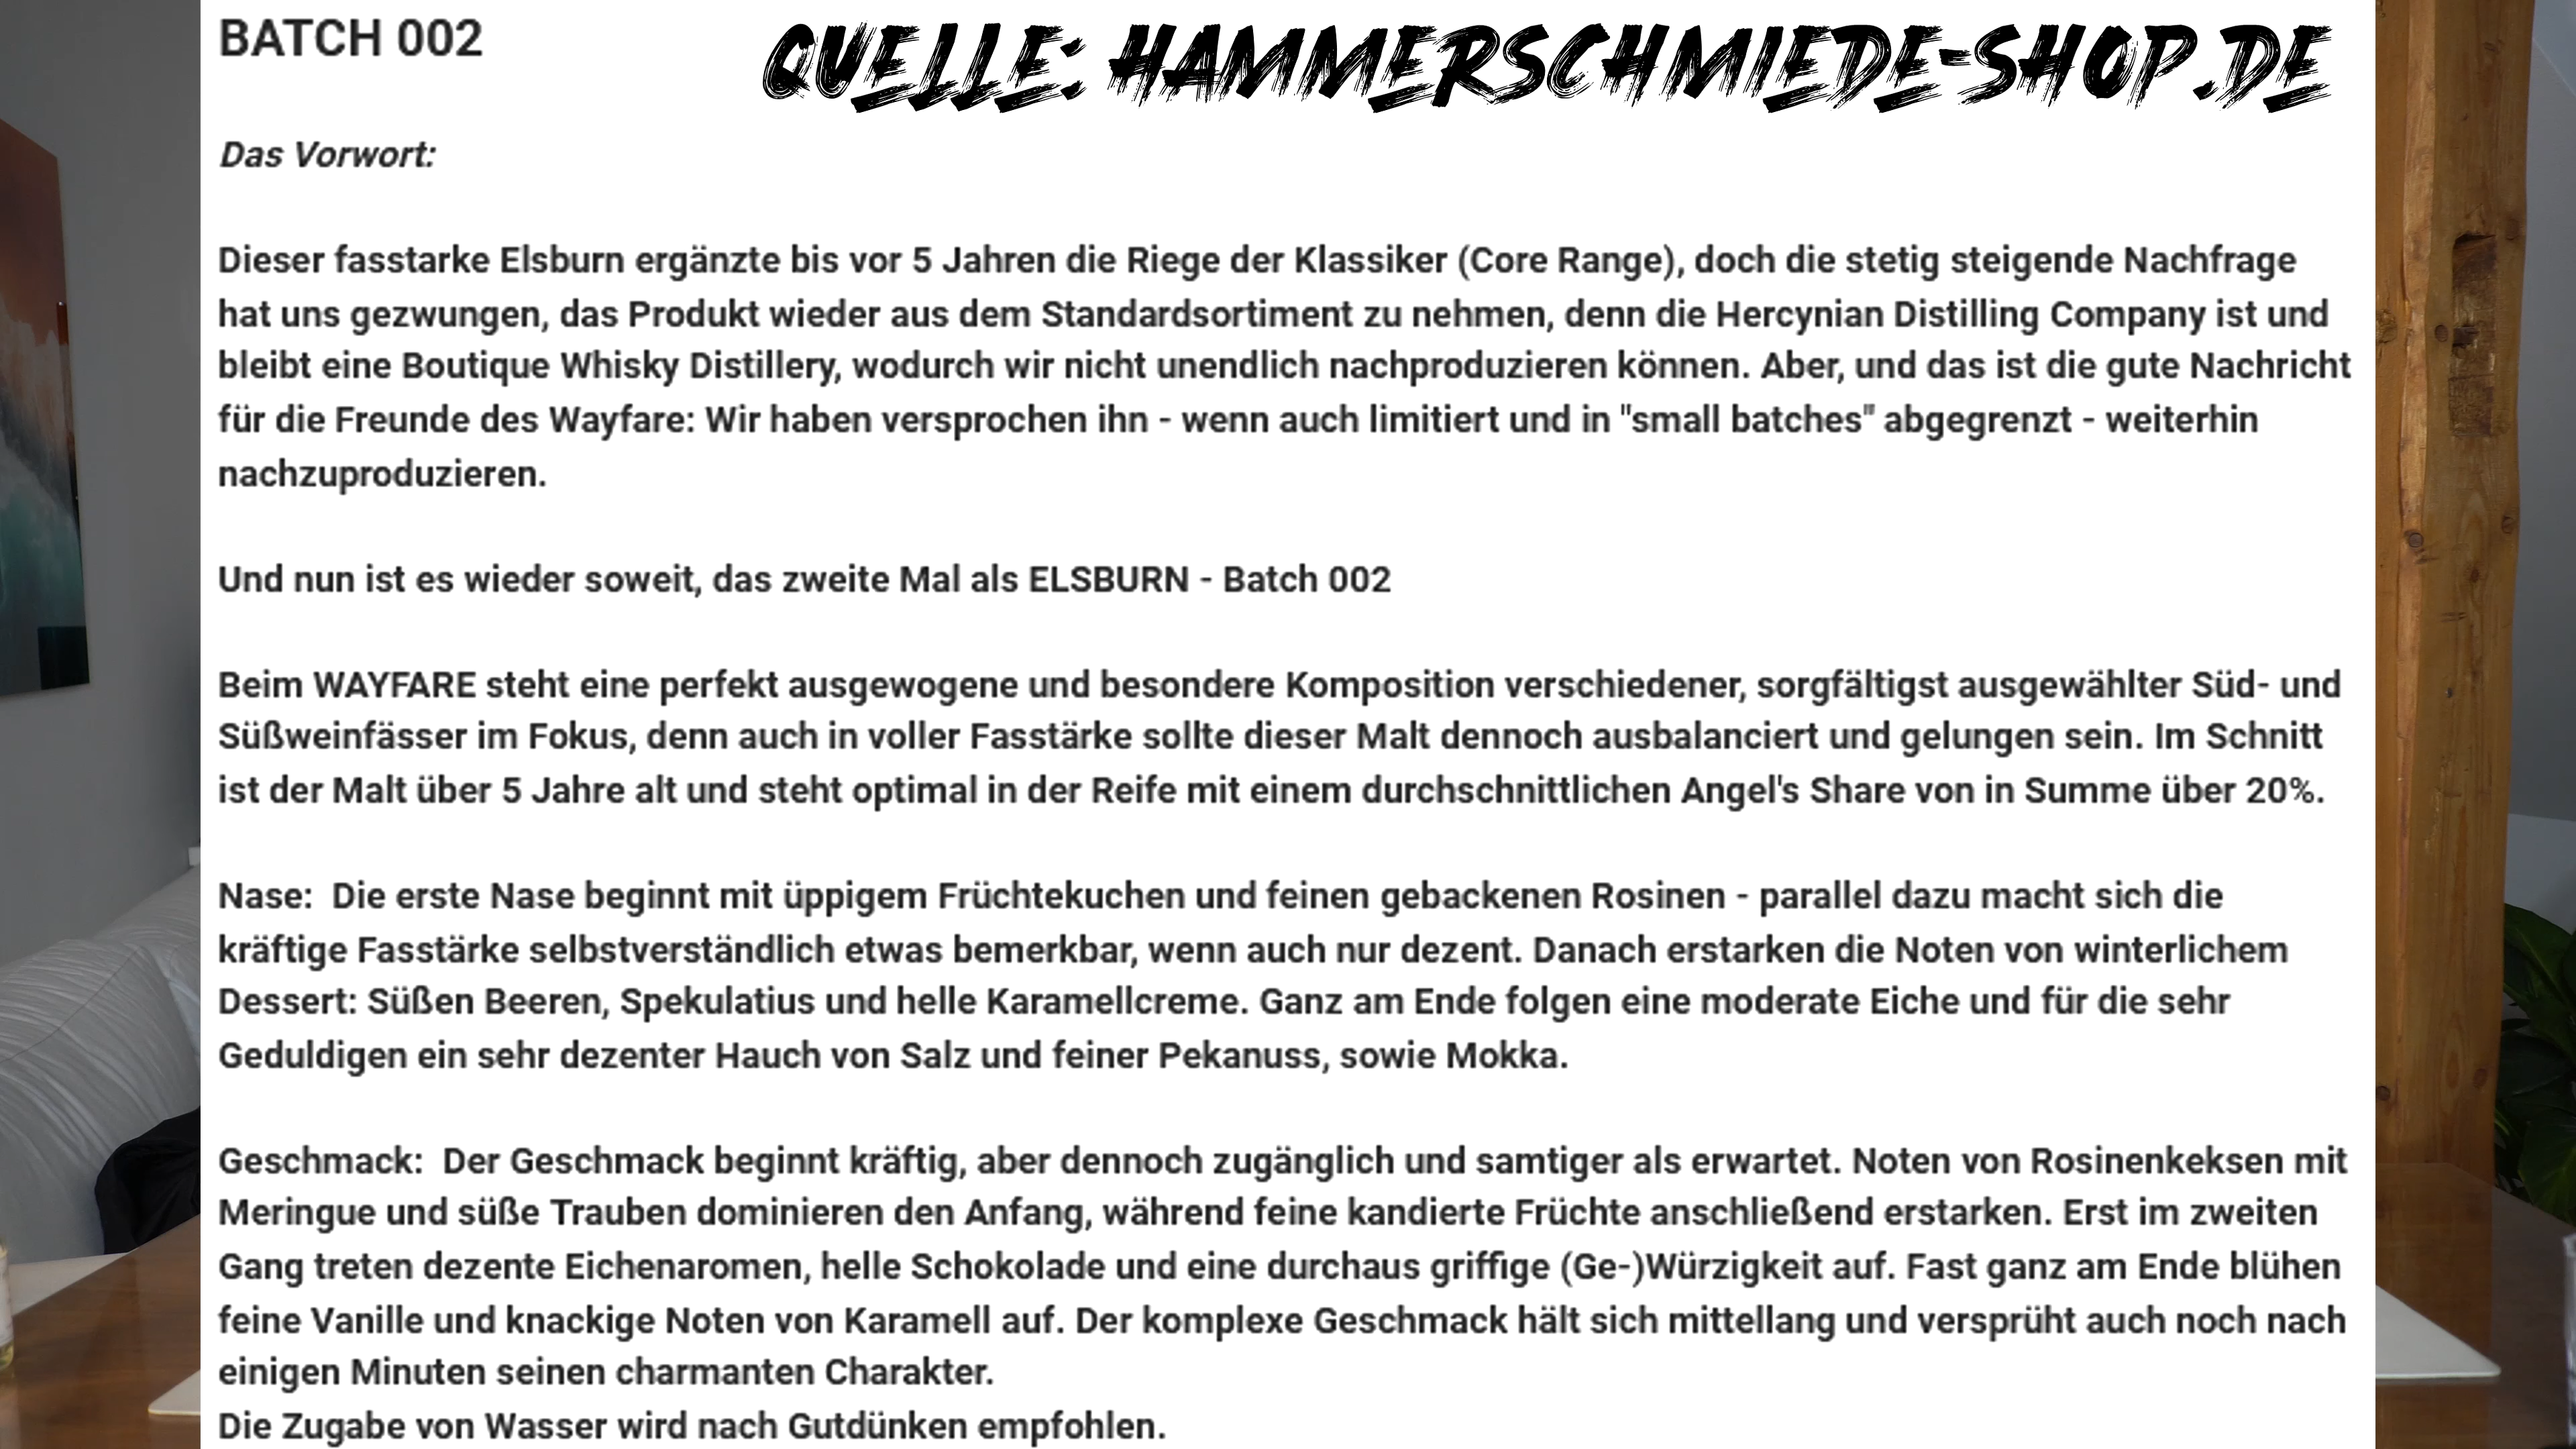 BATCH 002
QUELLE: HAMMERSCHMIEDE-SHOP.DE
Das Vorwort:
Dieser fasstarke Elsburn ergänzte bis vor 5 Jahren die Riege der Klassiker (Core Range), doch die stetig steigende Nachfrage
hat uns gezwungen, das Produkt wieder aus dem Standardsortiment zu nehmen, denn die Hercynian Distilling Company ist und
bleibt eine Boutique Whisky Distillery, wodurch wir nicht unendlich nachproduzieren können. Aber, und das ist die gute Nachricht
für die Freunde des Wayfare: Wir haben versprochen ihn - wenn auch limitiert und in "small batches" abgegrenzt - weiterhin
nachzuproduzieren.
Und nun ist es wieder soweit, das zweite Mal als ELSBURN - Batch 002
Beim WAYFARE steht eine perfekt ausgewogene und besondere Komposition verschiedener, sorgfältigst ausgewählter Süd- und
Süßweinfässer im Fokus, denn auch in voller Fasstärke sollte dieser Malt dennoch ausbalanciert und gelungen sein. Im Schnitt
ist der Malt über 5 Jahre alt und steht optimal in der Reife mit einem durchschnittlichen Angel's Share von in Summe über 20%.
Nase:  Die erste Nase beginnt mit üppigem Früchtekuchen und feinen gebackenen Rosinen - parallel dazu macht sich die
kräftige Fasstärke selbstverständlich etwas bemerkbar, wenn auch nur dezent. Danach erstarken die Noten von winterlichem
Dessert: Süßen Beeren, Spekulatius und helle Karamellcreme. Ganz am Ende folgen eine moderate Eiche und für die sehr
Geduldigen ein sehr dezenter Hauch von Salz und feiner Pekanuss, sowie Mokka.
Geschmack:  Der Geschmack beginnt kräftig, aber dennoch zugänglich und samtiger als erwartet. Noten von Rosinenkeksen mit
Meringue und süße Trauben dominieren den Anfang, während feine kandierte Früchte anschließend erstarken. Erst im zweiten
Gang treten dezente Eichenaromen, helle Schokolade und eine durchaus griffige (Ge-)Würzigkeit auf. Fast ganz am Ende blühen
feine Vanille und knackige Noten von Karamell auf. Der komplexe Geschmack hält sich mittellang und versprüht auch noch nach
einigen Minuten seinen charmanten Charakter.
Die Zugabe von Wasser wird nach Gutdünken empfohlen.